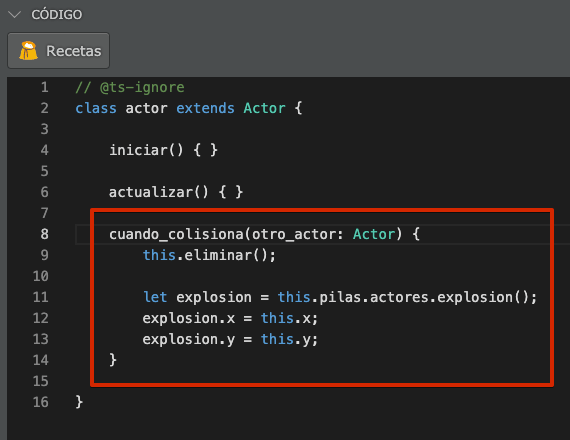 CÓDIGO
Recetas
1 // @ts-ignore
2 class actor extends Actor {
3
4     iniciar() { }
5
6     actualizar() { }
7
8     cuando_colisiona(otro_actor: Actor) {
9         this.eliminar();
10
11         let explosion = this.pilas.actores.explosion();
12         explosion.x = this.x;
13         explosion.y = this.y;
14     }
15
16 }